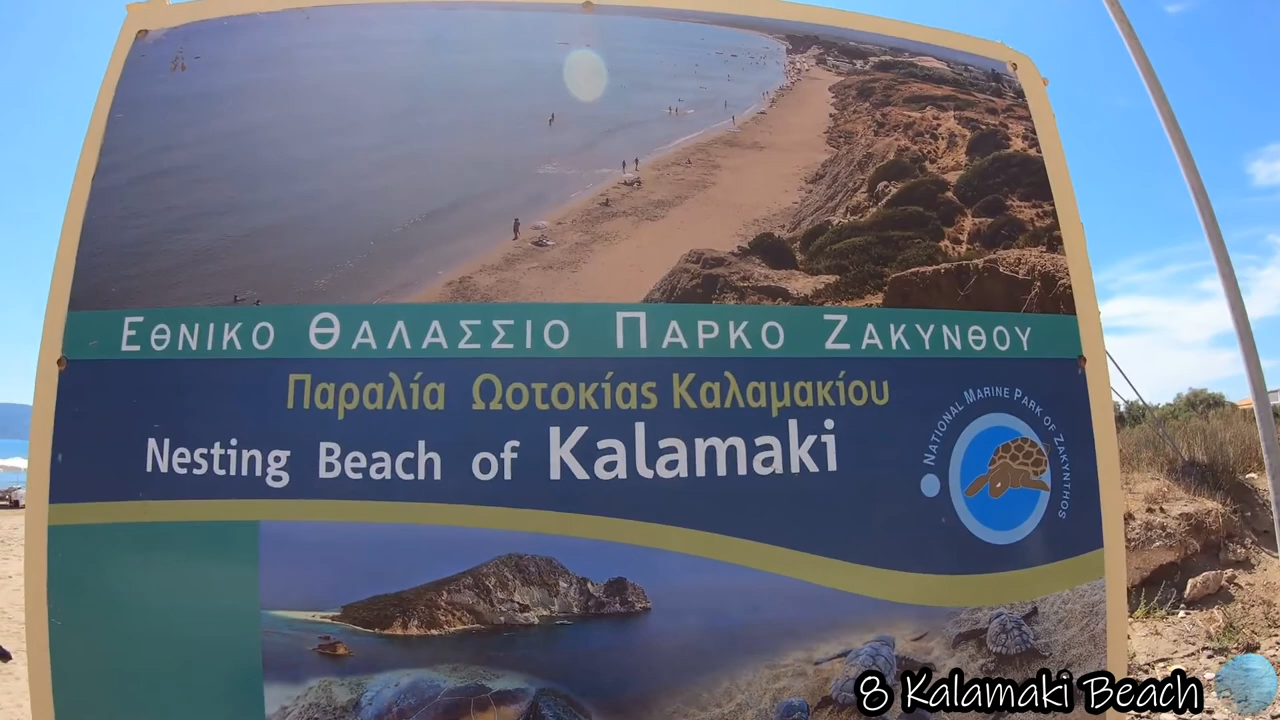 ΕΘΝΙΚΟ ΘΑΛΑΣΣΙΟ ΠΑΡΚΟ ΖΑΚΥΝΘΟΥ
Παραλία Ωοτοκίας Καλαμακίου
Nesting Beach of Kalamaki
NATIONAL MARINE PARK OF ZAKYNTHOS
8 Kalamaki Beach